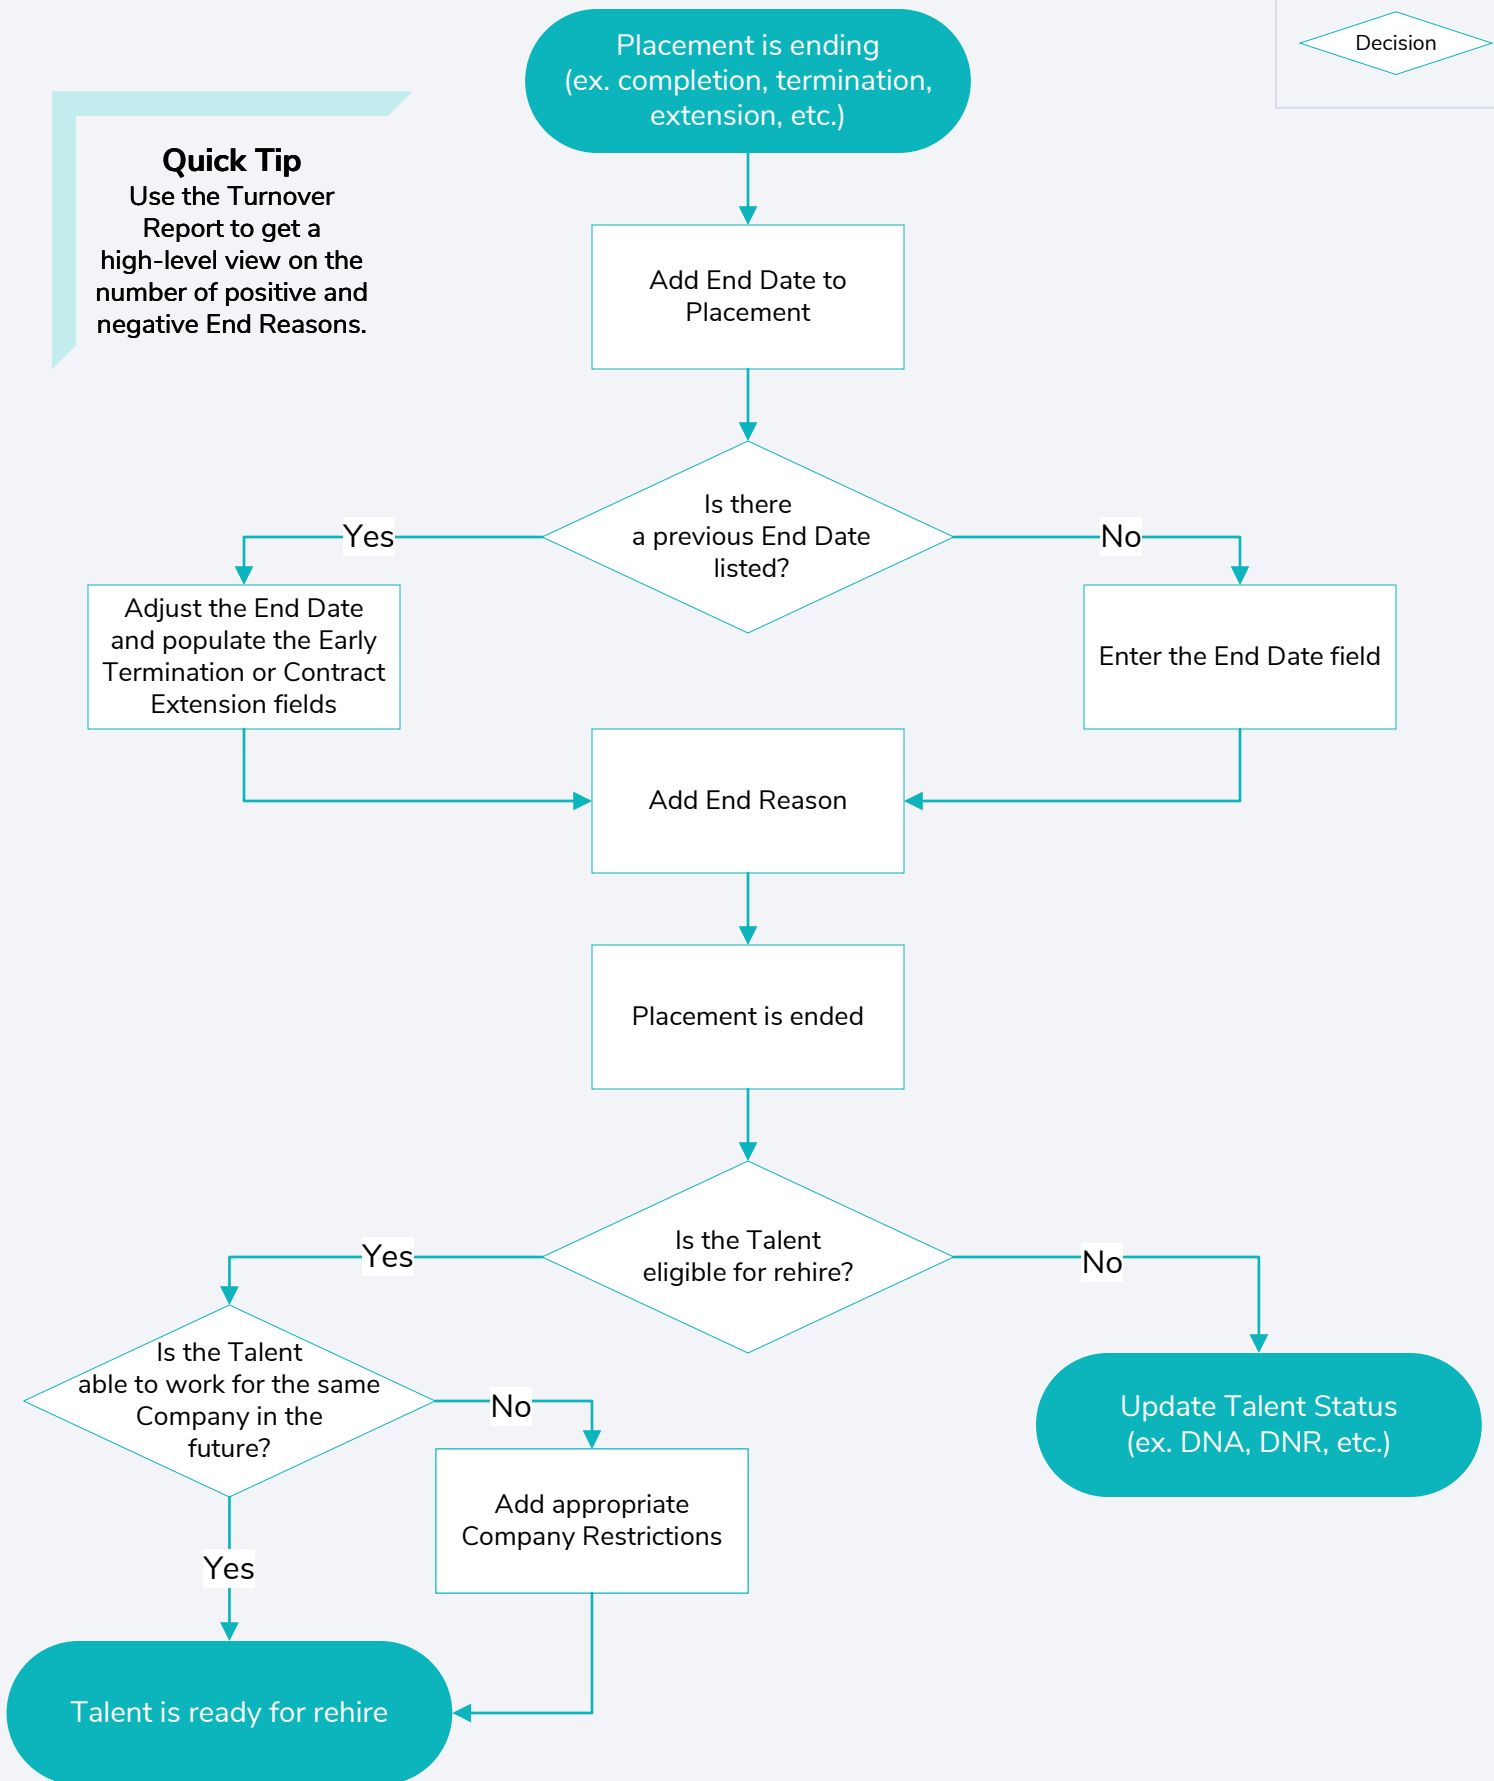 Placement is ending
(ex. completion, termination,
extension, etc.)
Decision
Quick Tip
Use the Turnover
Report to get a
high-level view on the
number of positive and
negative End Reasons.
Add End Date to
Placement
Is there
a previous End Date
listed?
Yes
No
Adjust the End Date
and populate the Early
Termination or Contract
Extension fields
Enter the End Date field
Add End Reason
Placement is ended
Is the Talent
eligible for rehire?
Yes
No
Is the Talent
able to work for the same
Company in the
future?
No
Update Talent Status
(ex. DNA, DNR, etc.)
Add appropriate
Company Restrictions
Yes
Talent is ready for rehire